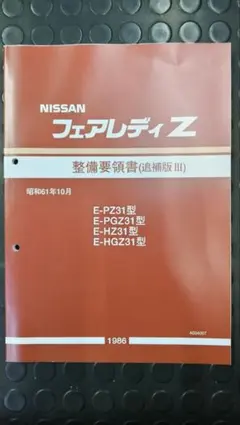 NISSAN
フェアレディZ
整備要領書(追補版Ⅲ)
昭和61年10月
E-PZ31型
E-PGZ31型
E-HZ31型
E-HGZ31型
1986